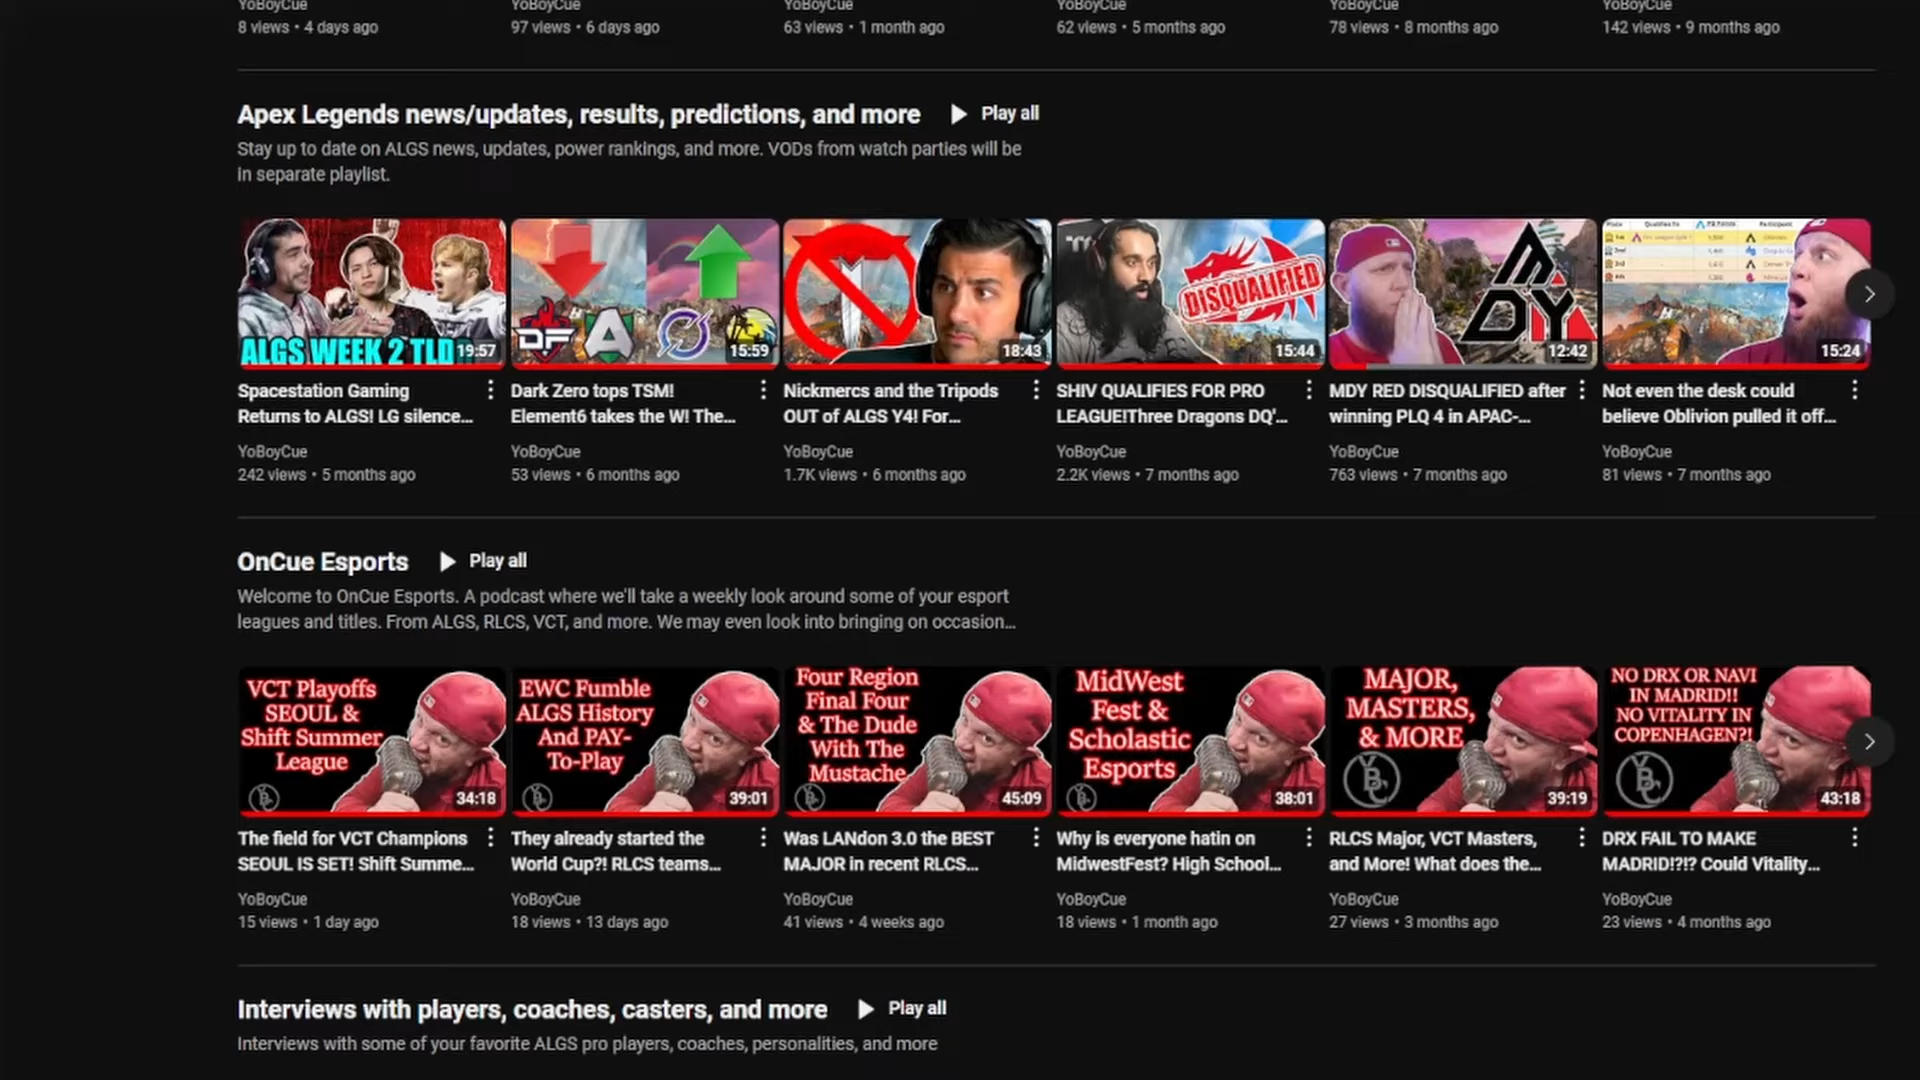 YoBoyCue
YoBoyCue
YoBoyCue
YoBoyCue
YoBoyCue
YoBoyCue
8 views • 4 days ago
97 views • 6 days ago
63 views • 1 month ago
62 views • 5 months ago
78 views • 8 months ago
142 views • 9 months ago
Apex Legends news/updates, results, predictions, and more
Play all
Stay up to date on ALGS news, updates, power rankings, and more. VODs from watch parties will be
in separate playlist.
ALGS WEEK 2 TLD
19:57
DF
15:59
18:43
DISQUALIFIED
15:44
MDY
12:42
15:24
Spacestation Gaming
Returns to ALGS! LG silence...
YoBoyCue
242 views • 5 months ago
Dark Zero tops TSM!
Element6 takes the W! The...
YoBoyCue
53 views • 6 months ago
Nickmercs and the Tripods
OUT of ALGS Y4! For...
YoBoyCue
1.7K views • 6 months ago
SHIV QUALIFIES FOR PRO
LEAGUE!Three Dragons DQ'...
YoBoyCue
2.2K views • 7 months ago
MDY RED DISQUALIFIED after
winning PLQ 4 in APAC-...
YoBoyCue
763 views • 7 months ago
Not even the desk could
believe Oblivion pulled it off...
YoBoyCue
81 views • 7 months ago
OnCue Esports
Play all
Welcome to OnCue Esports. A podcast where we'll take a weekly look around some of your esport
leagues and titles. From ALGS, RLCS, VCT, and more. We may even look into bringing on occasion...
VCT Playoffs
SEOUL &
Shift Summer
League
34:18
EWC Fumble
ALGS History
And PAY-
To-Play
39:01
Four Region
Final Four
& The Dude
With The
Mustache
45:09
MidWest
Fest &
Scholastic
Esports
38:01
MAJOR,
MASTERS,
& MORE
39:19
NO DRX OR NAVI
IN MADRID!!
NO VITALITY IN
COPENHAGEN?!
43:18
The field for VCT Champions
SEOUL IS SET! Shift Summe...
YoBoyCue
15 views • 1 day ago
They already started the
World Cup?! RLCS teams...
YoBoyCue
18 views • 13 days ago
Was LANdon 3.0 the BEST
MAJOR in recent RLCS...
YoBoyCue
41 views • 4 weeks ago
Why is everyone hatin on
MidwestFest? High School...
YoBoyCue
18 views • 1 month ago
RLCS Major, VCT Masters,
and More! What does the...
YoBoyCue
27 views • 3 months ago
DRX FAIL TO MAKE
MADRID!?!? Could Vitality...
YoBoyCue
23 views • 4 months ago
Interviews with players, coaches, casters, and more
Play all
Interviews with some of your favorite ALGS pro players, coaches, personalities, and more